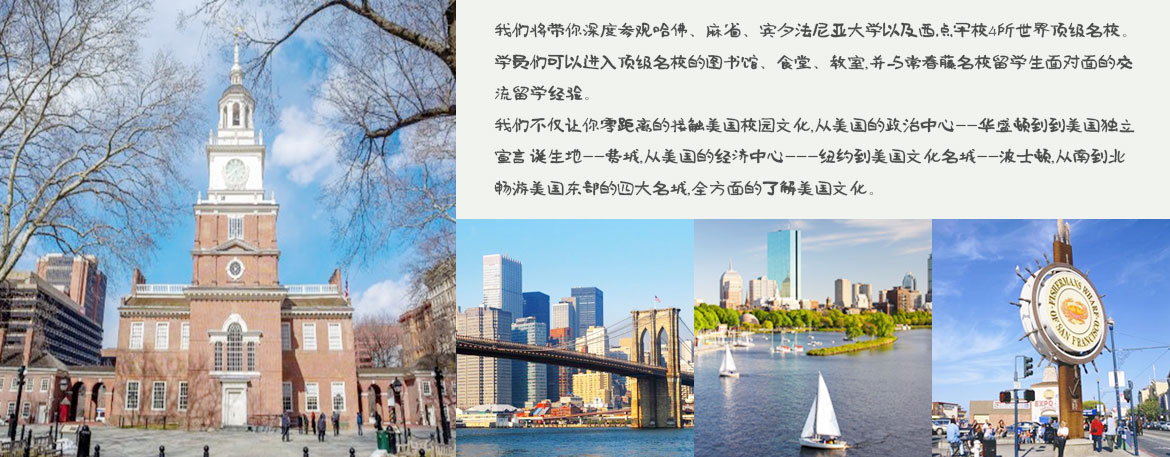 我们将带你深度参观哈佛、麻省、宾夕法尼亚大学以及西点军校4所世界顶级名校。
学员们可以进入顶级名校的图书馆、食堂、教室,并与常春藤名校留学生面对面的交
流留学经验。
我们不仅让你零距离的接触美国校园文化,从美国的政治中心--华盛顿到到美国独立
宣言诞生地--费城,从美国的经济中心---纽约到美国文化名城--波士顿,从南到北
畅游美国东部的四大名城,全方面的了解美国文化。
FISHERMANS WHARF
OF SAN FRANCISCO